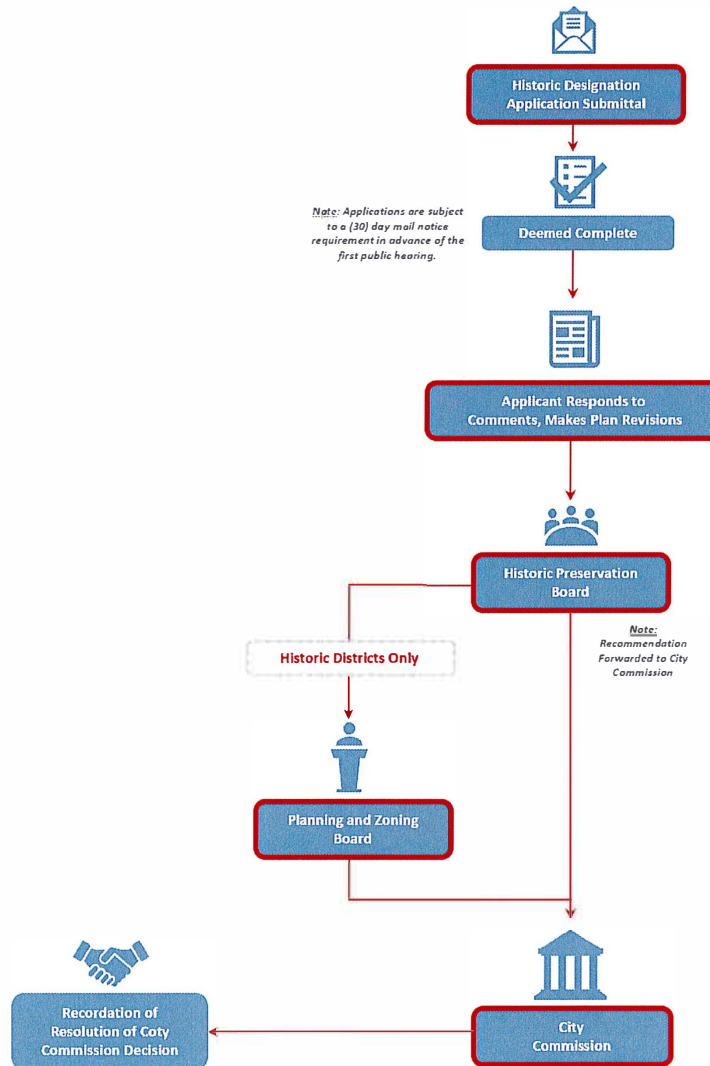 Historic Designation
Application Submittal
Note: Applications are subject
to a (30) day mail notice
requirement in advance of the
first public hearing.
Deemed Complete
Applicant Responds to
Comments, Makes Plan Revisions
Historic Preservation
Board
Note:
Recommendation
Forwarded to City
Commission
Historic Districts Only
Planning and Zoning
Board
Recordation of
Resolution of Coty
Commission Decision
City
Commission